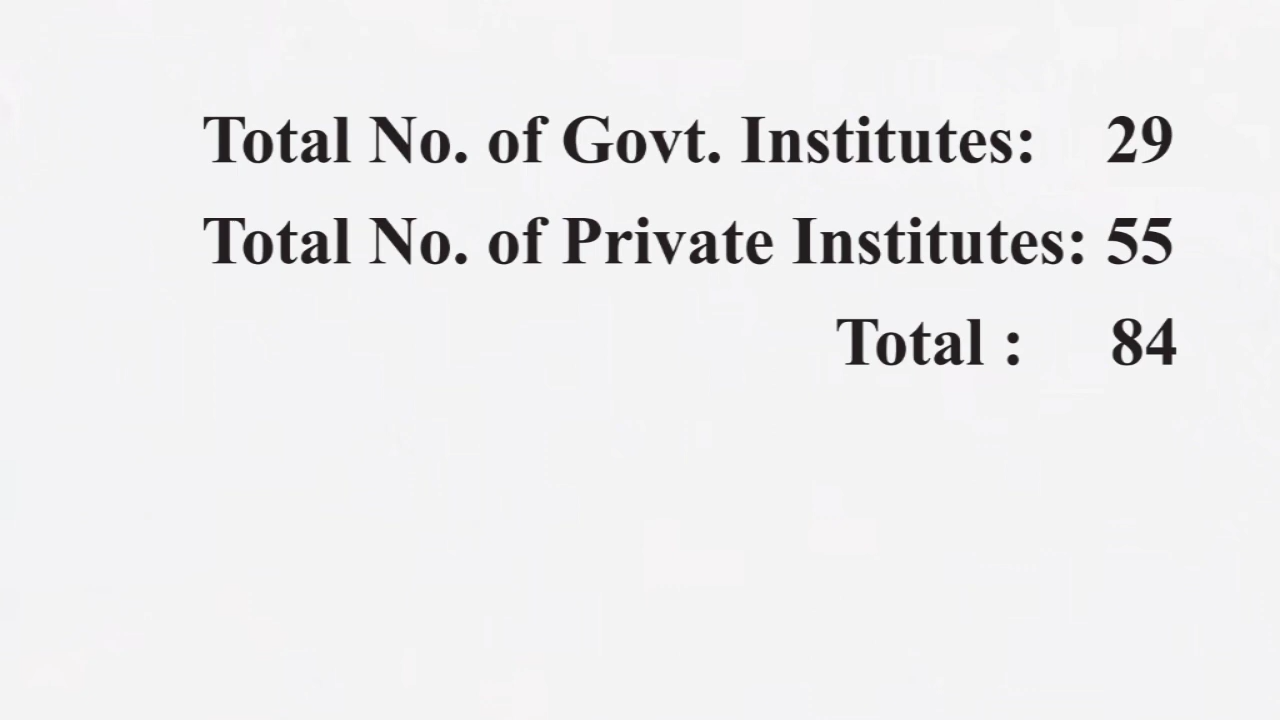 Total No. of Govt. Institutes: 29
Total No. of Private Institutes: 55
Total : 84